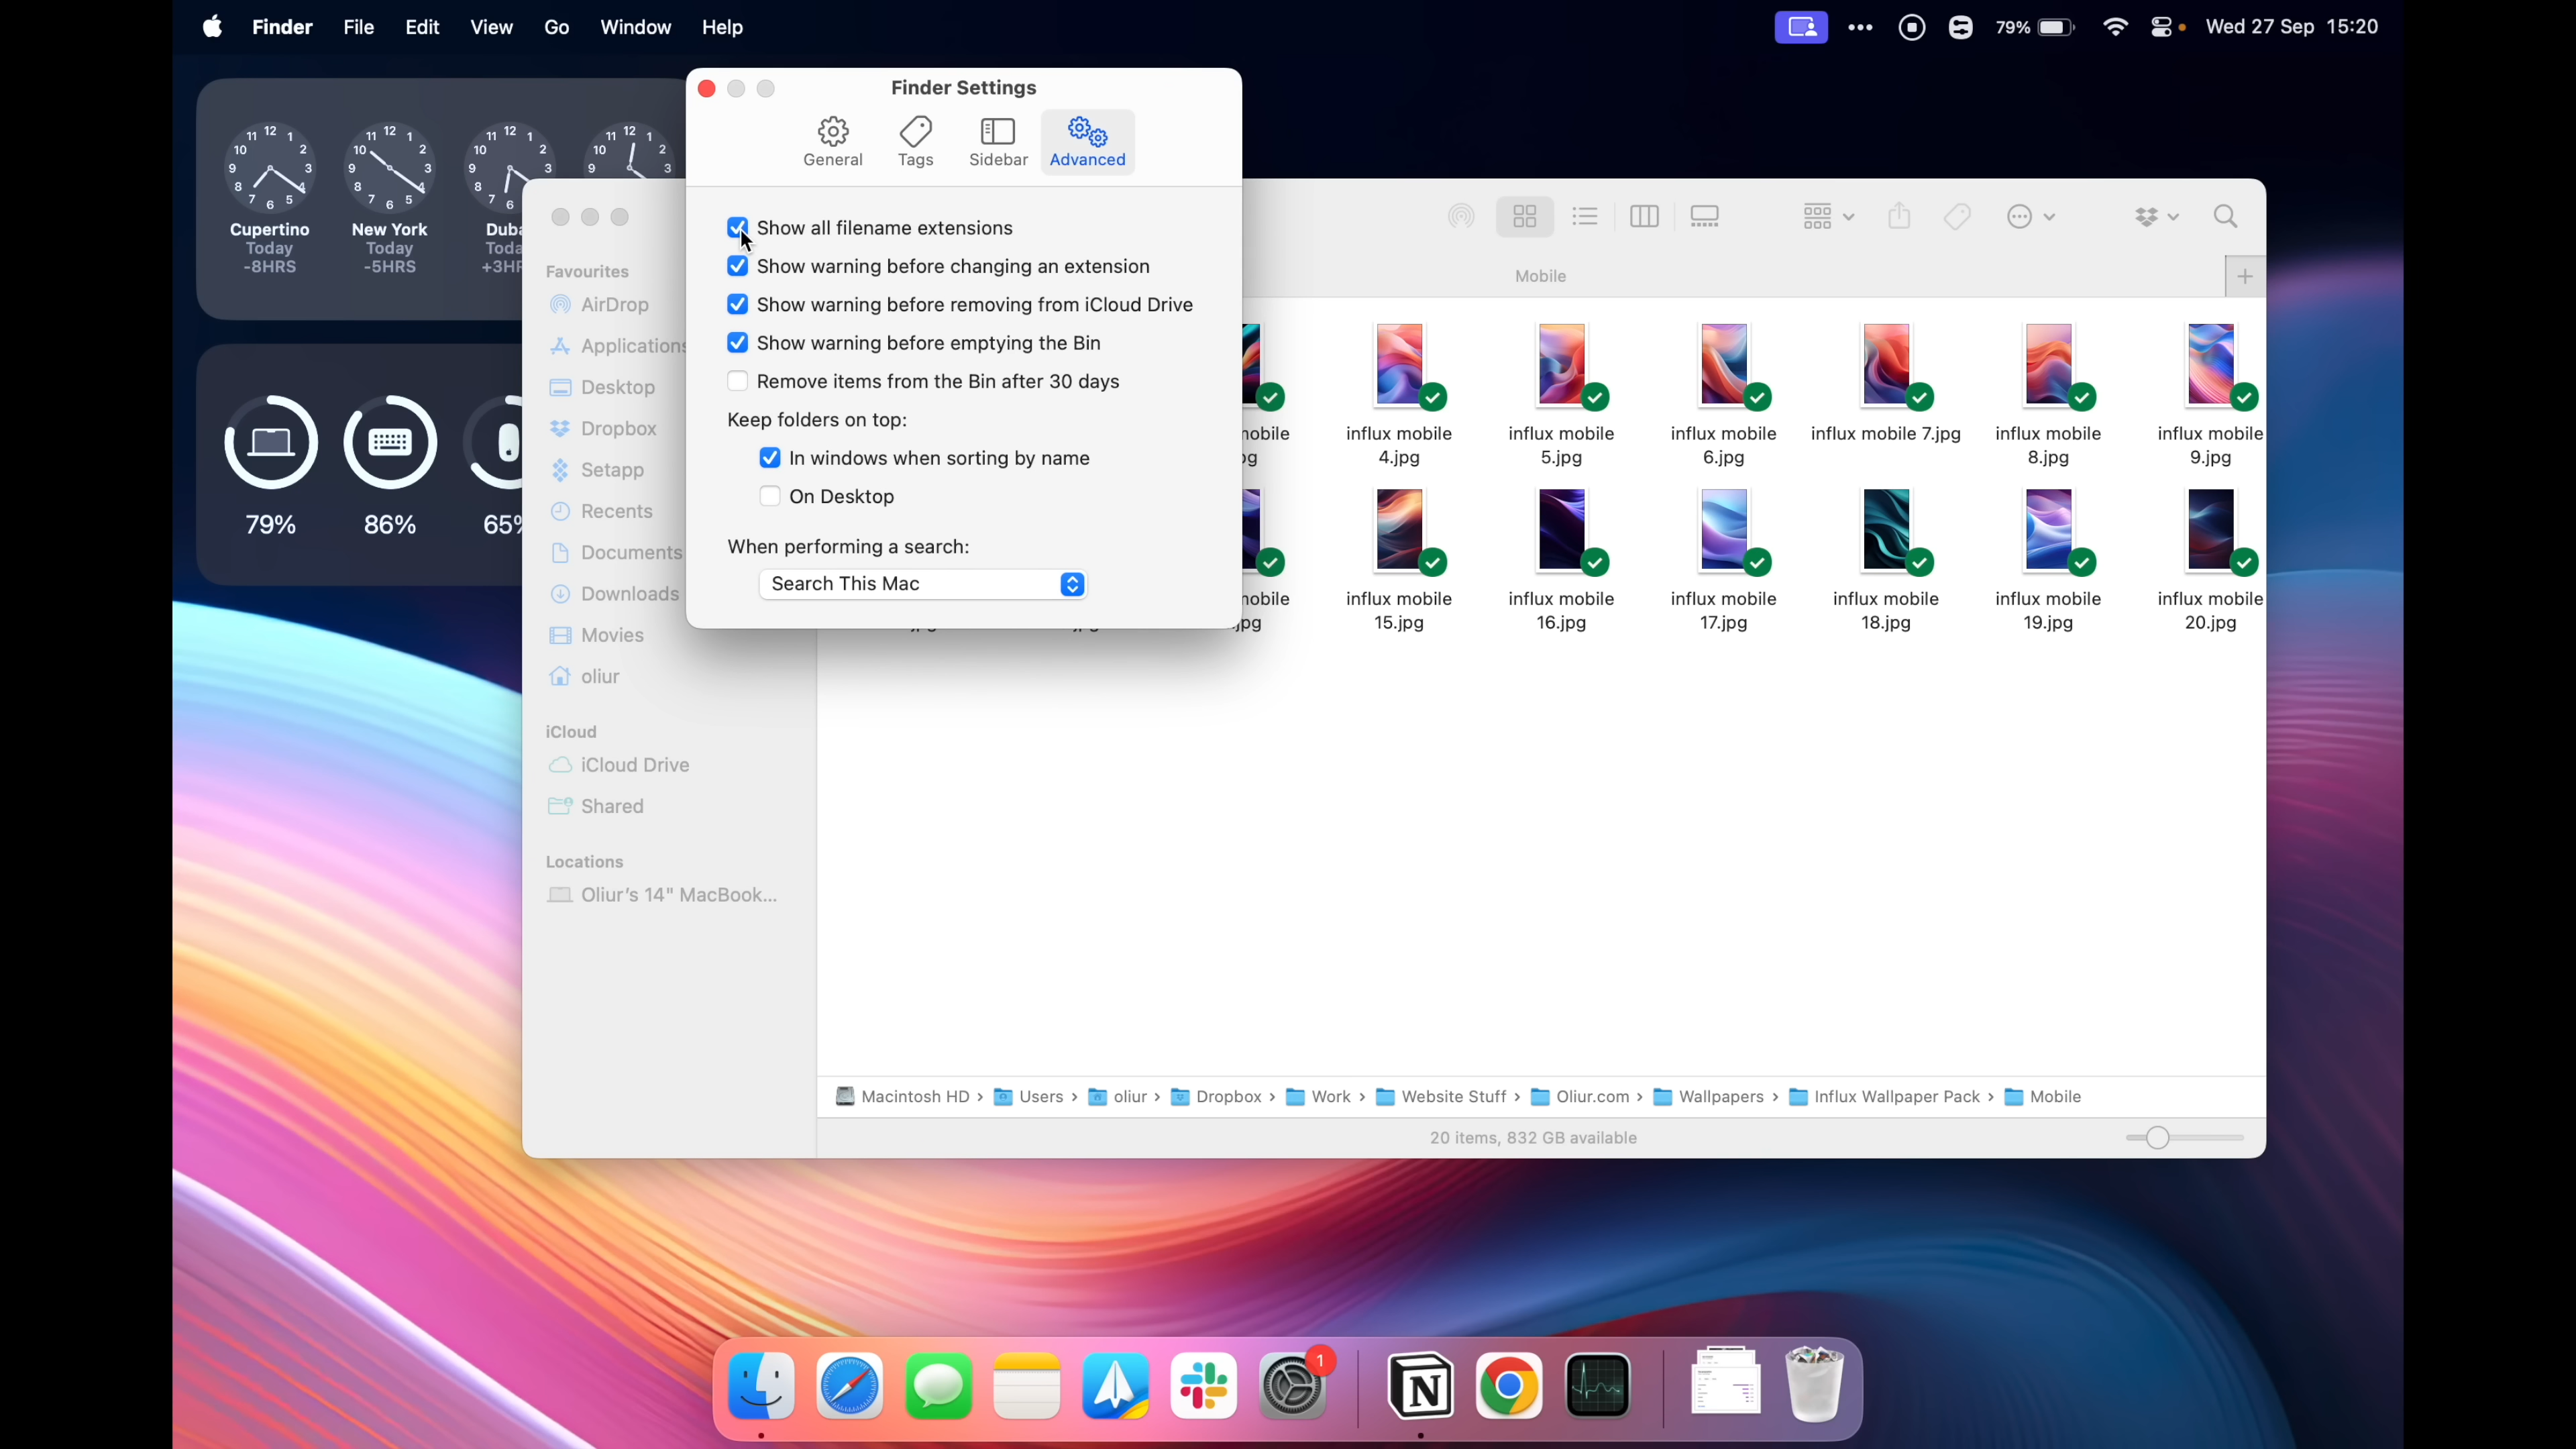 Finder File Edit View Go Window Help
79% Wed 27 Sep 15:20
Finder Settings
General Tags Sidebar Advanced
Show all filename extensions
Show warning before changing an extension
Show warning before removing from iCloud Drive
Show warning before emptying the Bin
Remove items from the Bin after 30 days
Keep folders on top:
In windows when sorting by name
On Desktop
When performing a search:
Search This Mac
Cupertino
Today
-8HRS
New York
Today
-5HRS
79% 86%
Favourites
AirDrop
Applications
Desktop
Dropbox
Setapp
Recents
Documents
Downloads
Movies
oliur
iCloud
iCloud Drive
Shared
Locations
Oliur's 14" MacBook...
Mobile
influx mobile
4.jpg
influx mobile
5.jpg
influx mobile
6.jpg
influx mobile 7.jpg
influx mobile
8.jpg
influx mobile
9.jpg
influx mobile
15.jpg
influx mobile
16.jpg
influx mobile
17.jpg
influx mobile
18.jpg
influx mobile
19.jpg
influx mobile
20.jpg
Macintosh HD › Users › oliur › Dropbox › Work › Website Stuff › Oliur.com › Wallpapers › Influx Wallpaper Pack › Mobile
20 items, 832 GB available
1